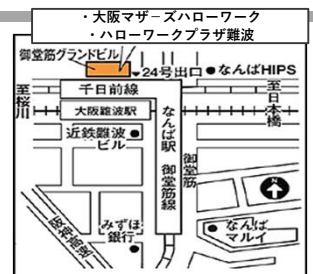 ・大阪マザーズハローワーク
・ハローワークプラザ難波
御堂筋グランドビル
24号出口
なんばHIPS
至桜川
千日前線
至日本橋
大阪難波駅
なんば駅
御堂筋線
御堂筋
近鉄難波ビル
阪神高速
みずほ銀行
なんばマルイ